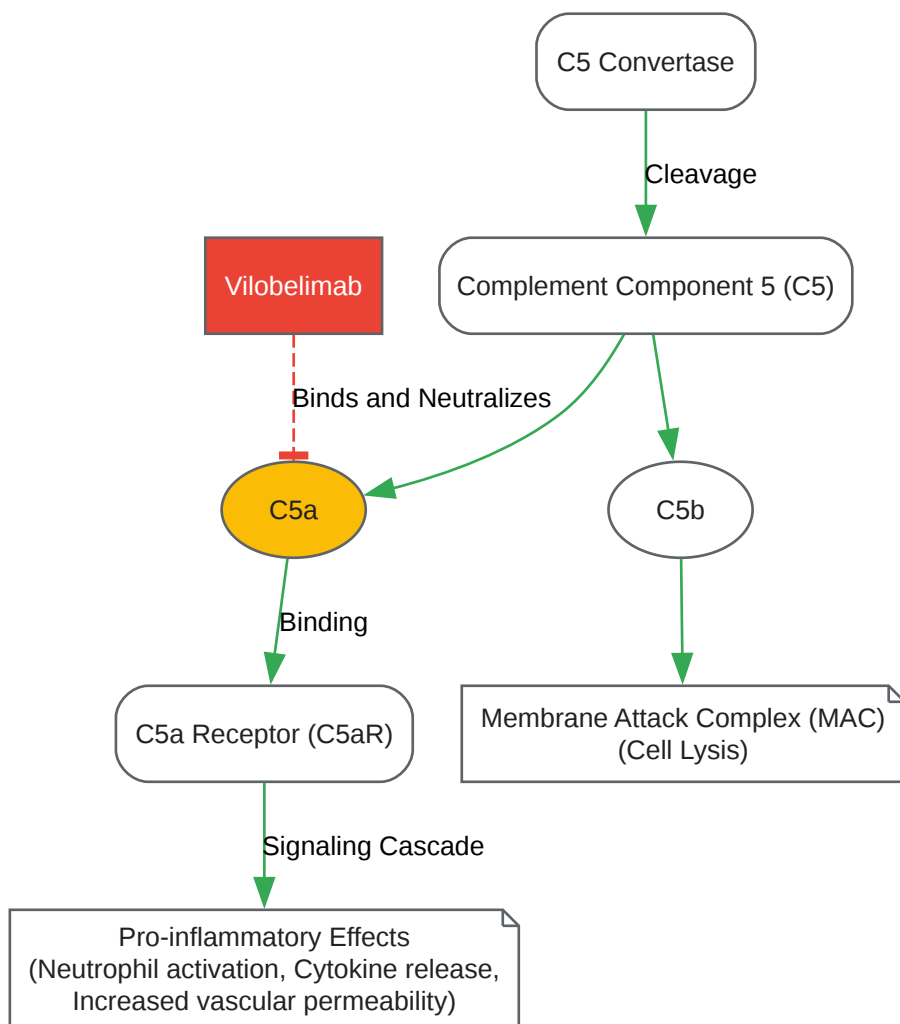 C5 Convertase
Cleavage
Vilobelimab
Complement Component 5 (C5)
Binds and Neutralizes
C5a
C5b
Binding
C5a Receptor (C5aR)
Membrane Attack Complex (MAC)
(Cell Lysis)
Signaling Cascade
Pro-inflammatory Effects
(Neutrophil activation, Cytokine release,
Increased vascular permeability)